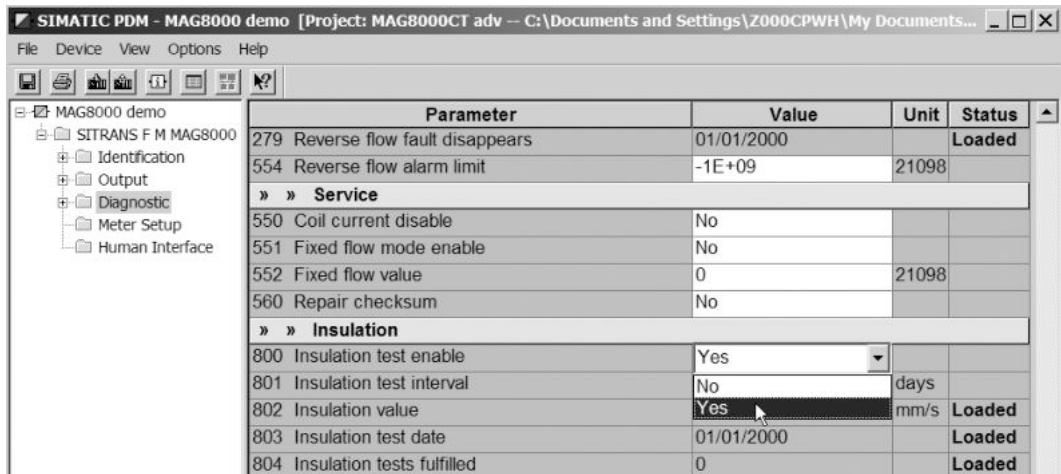 SIMATIC PDM - MAG8000 demo [Project: MAG8000CT adv -- C:\Documents and Settings\Z000CPWH\My Documents...
File Device View Options Help
MAG8000 demo
SITRANS F M MAG8000
Identification
Output
Diagnostic
Meter Setup
Human Interface
Parameter Value Unit Status
279 Reverse flow fault disappears 01/01/2000 Loaded
554 Reverse flow alarm limit -1E+09 21098
» » Service
550 Coil current disable No
551 Fixed flow mode enable No
552 Fixed flow value 0 21098
560 Repair checksum No
» » Insulation
800 Insulation test enable Yes
801 Insulation test interval No days
802 Insulation value Yes mm/s Loaded
803 Insulation test date 01/01/2000 Loaded
804 Insulation tests fulfilled 0 Loaded